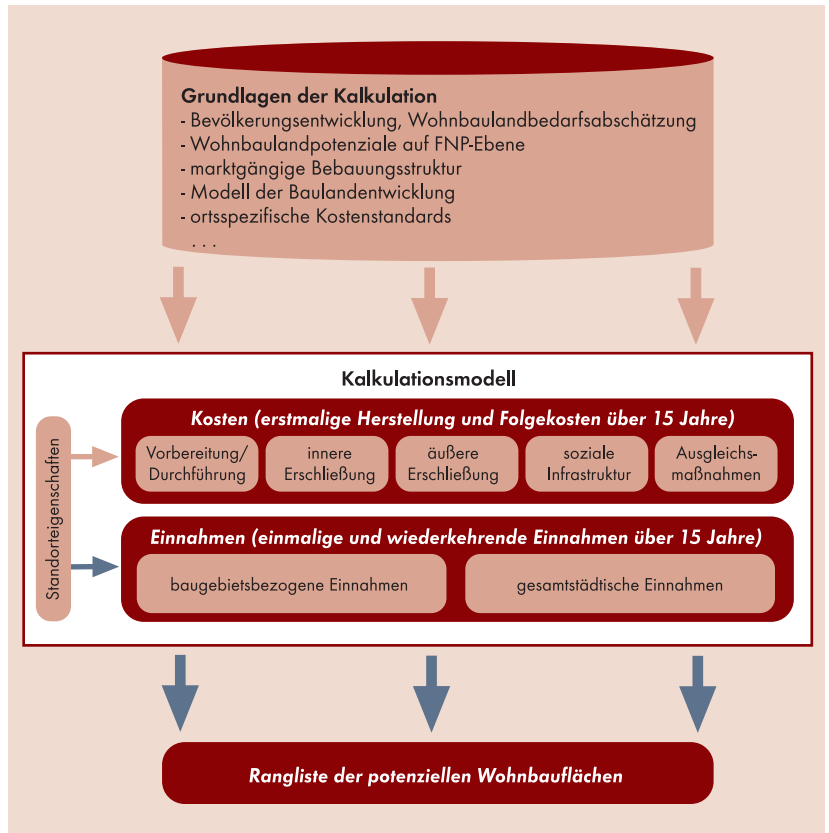 Grundlagen der Kalkulation
- Bevölkerungsentwicklung, Wohnbaulandbedarfsabschätzung
- Wohnbaulandpotenziale auf FNP-Ebene
- marktgängige Bebauungsstruktur
- Modell der Baulandentwicklung
- ortsspezifische Kostenstandards
. . .
Kalkulationsmodell
Standorteigenschaften
Kosten (erstmalige Herstellung und Folgekosten über 15 Jahre)
Vorbereitung/
Durchführung
innere
Erschließung
äußere
Erschließung
soziale
Infrastruktur
Ausgleichs-
maßnahmen
Einnahmen (einmalige und wiederkehrende Einnahmen über 15 Jahre)
baugebietsbezogene Einnahmen
gesamtstädtische Einnahmen
Rangliste der potenziellen Wohnbauflächen